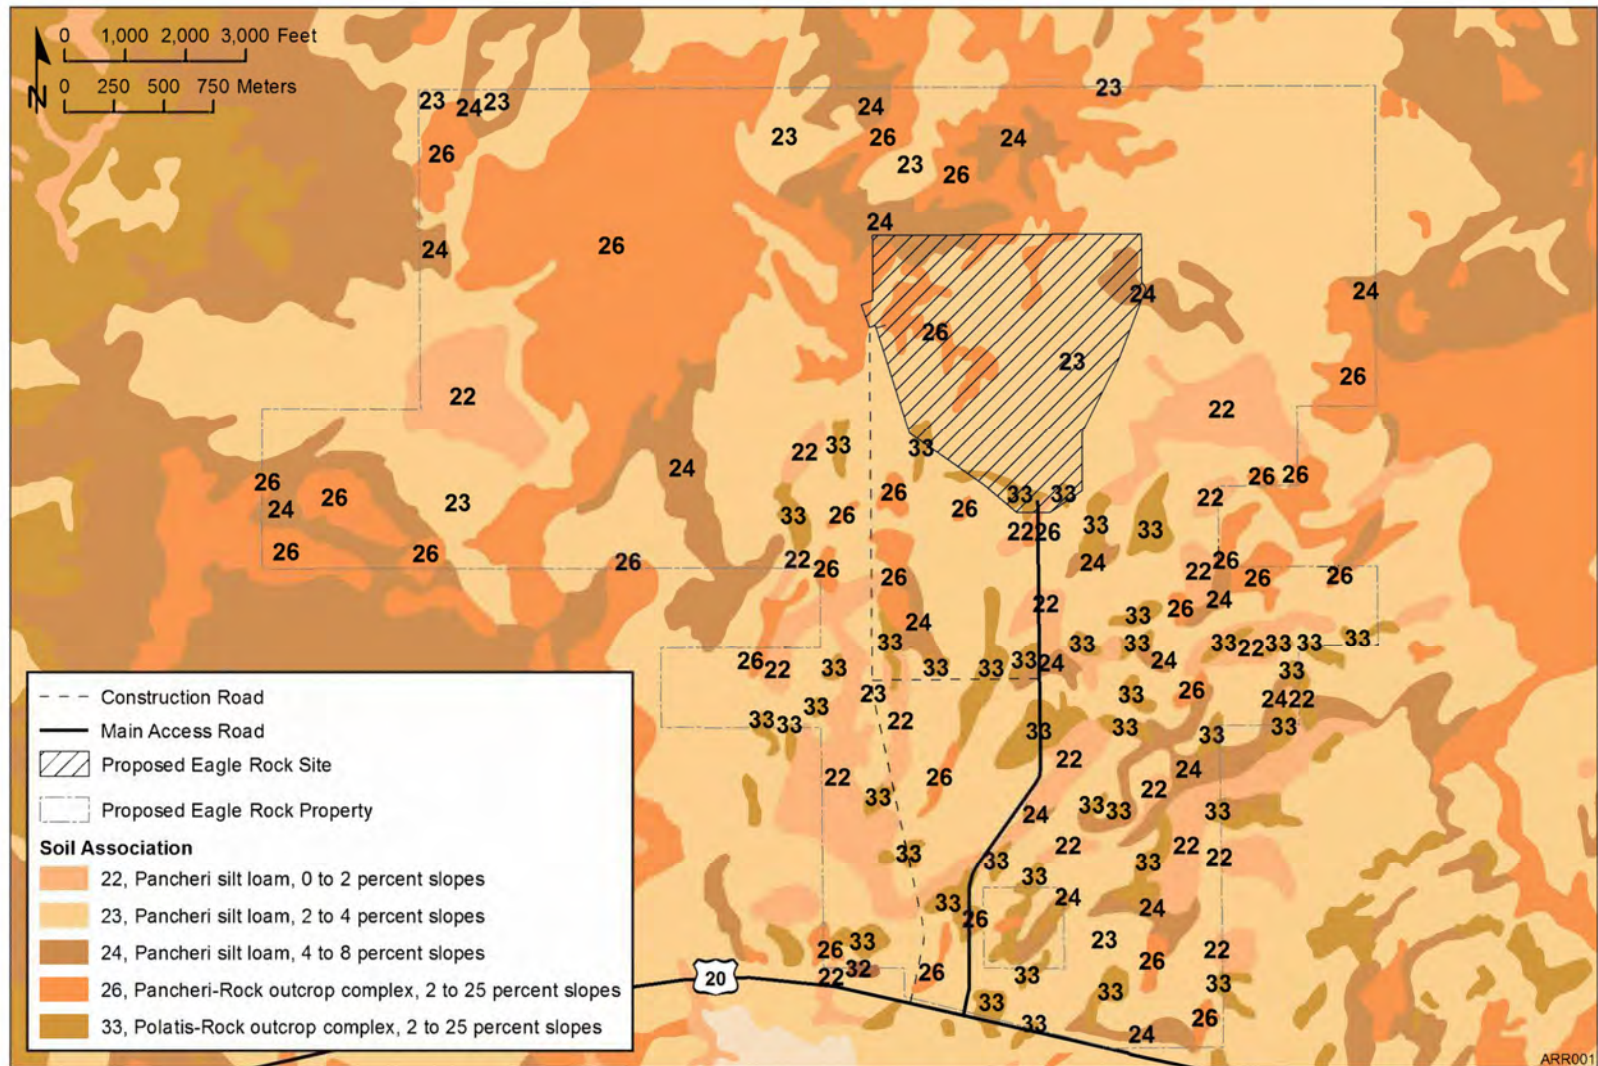 0 1,000 2,000 3,000 Feet
0 250 500 750 Meters
N
23
23 24 23
24
23 26 24
26 23
26
24
24 26
24 24
26
23
26
22 22
33 33
22
24 26 26
26 26 33 33 22
24 26 23 26
33 26 33 33
22 26
26 26 26 22 24 26
26 26 22 26 26
22 24
24 33 26
33 33 33 33 22 33 33 33
26 22 33 33 33 33 24 24
33
23 33 26 24 22
33 33 33 22 33 33 33
33
22
24
22 26 22
33 33 33 33
24
22 22
33 33 33 22
33 24
33 24
26
33 23
26 22
32 26 26
22 33 33
33 33
26
33 24
20
Construction Road
Main Access Road
Proposed Eagle Rock Site
Proposed Eagle Rock Property
Soil Association
22, Pancheri silt loam, 0 to 2 percent slopes
23, Pancheri silt loam, 2 to 4 percent slopes
24, Pancheri silt loam, 4 to 8 percent slopes
26, Pancheri-Rock outcrop complex, 2 to 25 percent slopes
33, Polatis-Rock outcrop complex, 2 to 25 percent slopes
ARR001